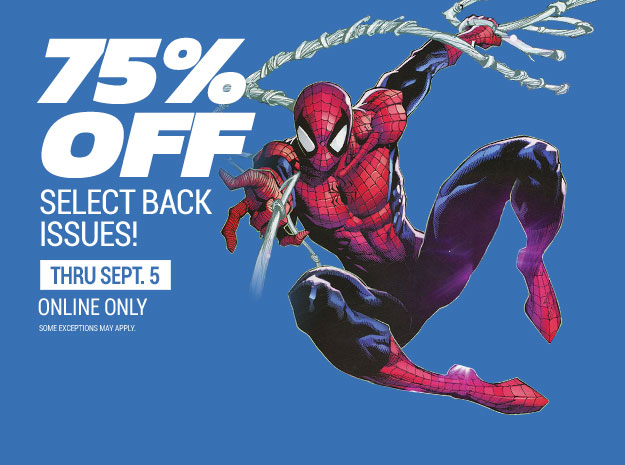 75%
OFF
SELECT BACK
ISSUES!
THRU SEPT. 5
ONLINE ONLY
SOME EXCEPTIONS MAY APPLY.